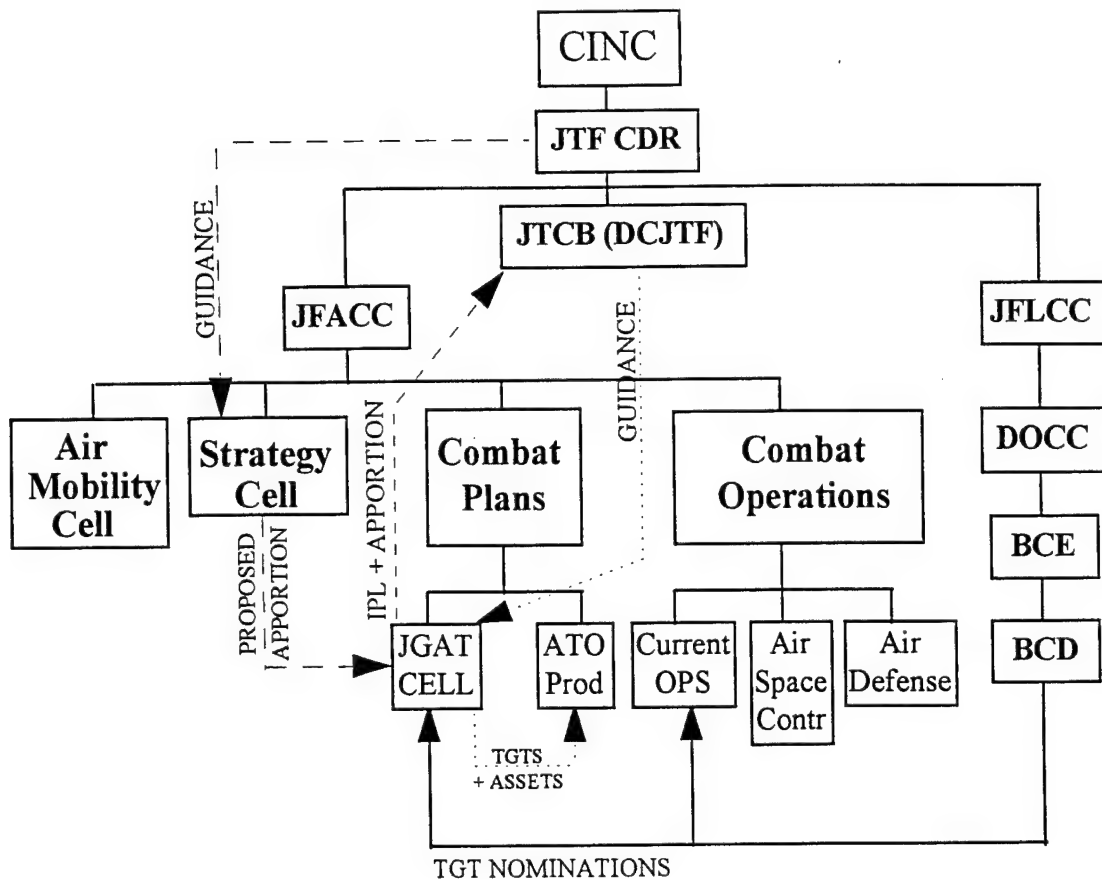 CINC
JTF CDR
GUIDANCE
JTCB (DCJTF)
JFACC
JFLCC
GUIDANCE
Air
Mobility
Cell
Strategy
Cell
IPL + APPORTION
Combat
Plans
Combat
Operations
DOCC
BCE
PROPOSED
APPORTION
JGAT
CELL
ATO
Prod
Current
OPS
Air
Space
Contr
Air
Defense
BCD
TGTS
+ ASSETS
TGT NOMINATIONS